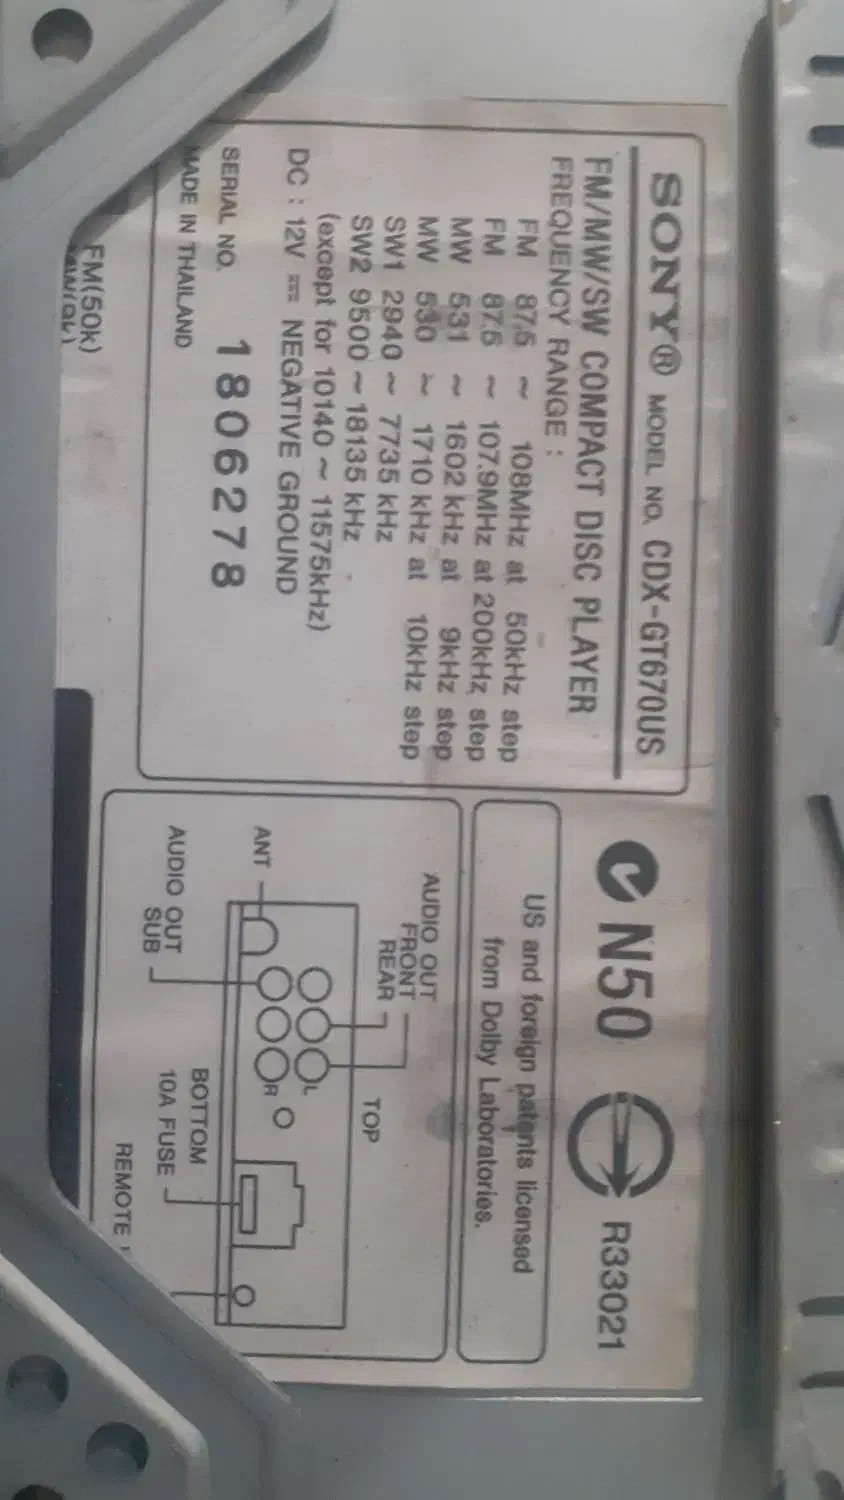 SONY® MODEL NO. CDX-GT670US
FM/MW/SW COMPACT DISC PLAYER
FREQUENCY RANGE :
FM 87.5 ~ 108MHz at 50kHz step
FM 87.5 ~ 107.9MHz at 200kHz step
MW 531 ~ 1602 kHz at 9kHz step
MW 530 ~ 1710 kHz at 10kHz step
SW1 2940 ~ 7735 kHz
SW2 9500 ~ 18135 kHz
(except for 10140 ~ 11575kHz)
DC : 12V ⎓ NEGATIVE GROUND
SERIAL NO. 1806278
MADE IN THAILAND
FM(50k)
MW(9k)
N50 R33021
US and foreign patents licensed
from Dolby Laboratories.
AUDIO OUT
FRONT
REAR
TOP
L
R
ANT
AUDIO OUT
SUB
BOTTOM
10A FUSE
REMOTE